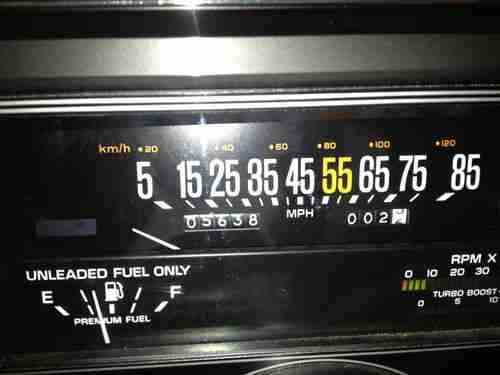 km/h 20 40 60 80 100 120
5 15 25 35 45 55 65 75 85
05638 MPH 002
UNLEADED FUEL ONLY
E F
PREMIUM FUEL
RPM X
0 10 20 30
TURBO BOOST
0 5 10